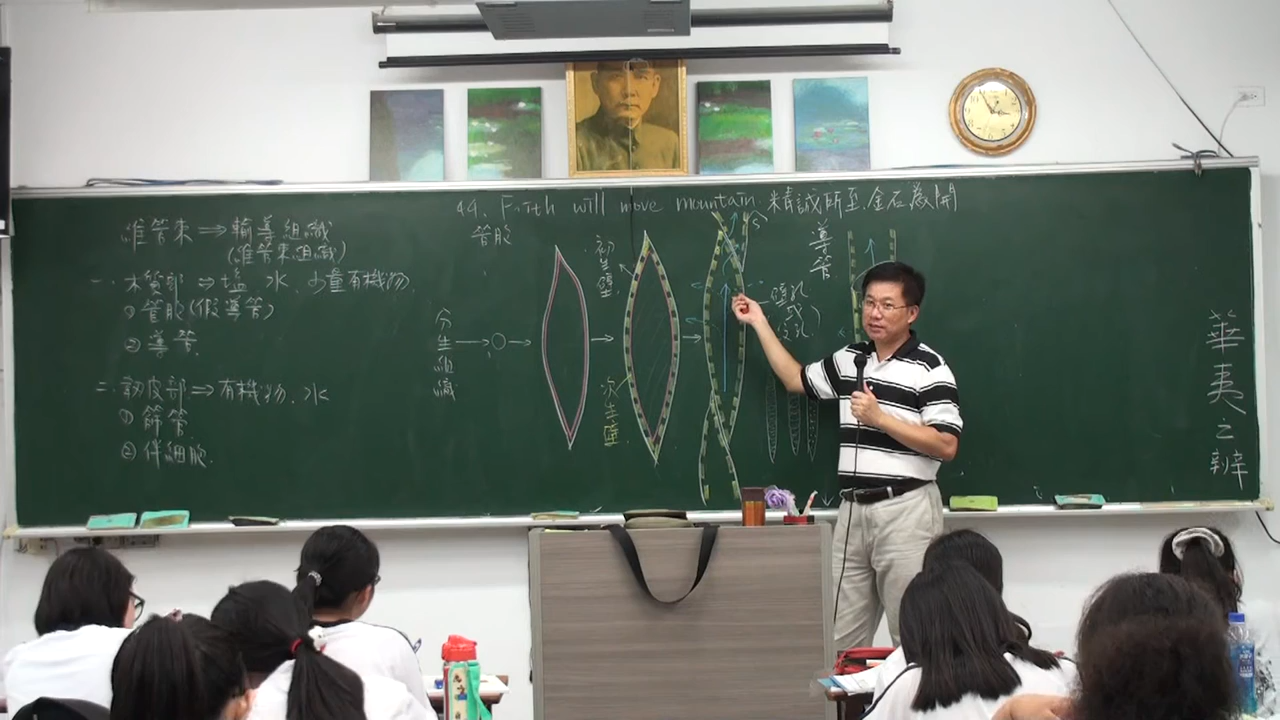 44. Faith will move mountain. 精誠所至,金石為開
維管束⇒輸導組織
(維管束組織)
一.木質部⇒塩、水、少量有機物
①管胞(假導管)
②導管.
二.韌皮部⇒有機物、水
①篩管
②伴細胞.
管胞
分生組織
初生壁
次生壁
導管
華夷之辨